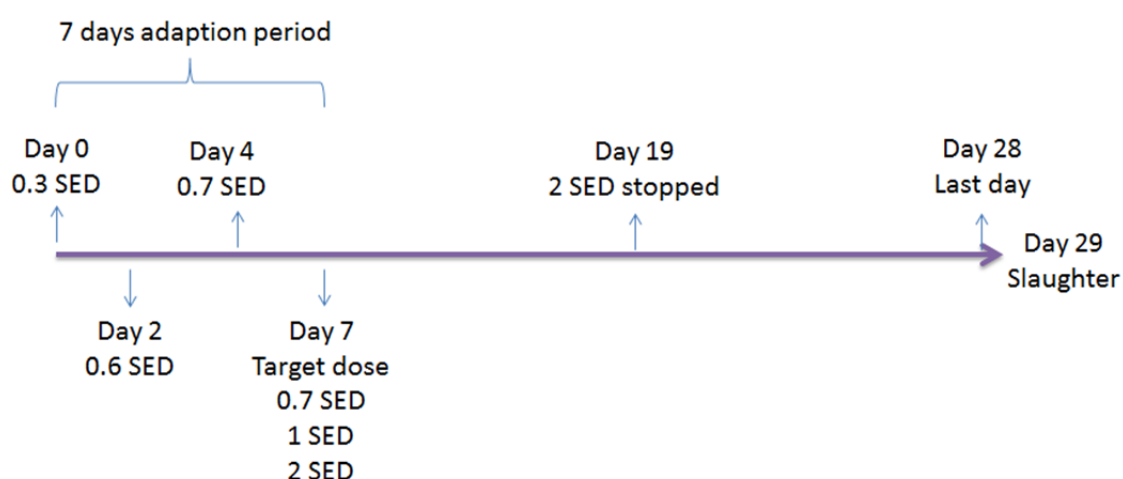 7 days adaption period
Day 0
0.3 SED
Day 4
0.7 SED
Day 19
2 SED stopped
Day 28
Last day
Day 29
Slaughter
Day 2
0.6 SED
Day 7
Target dose
0.7 SED
1 SED
2 SED